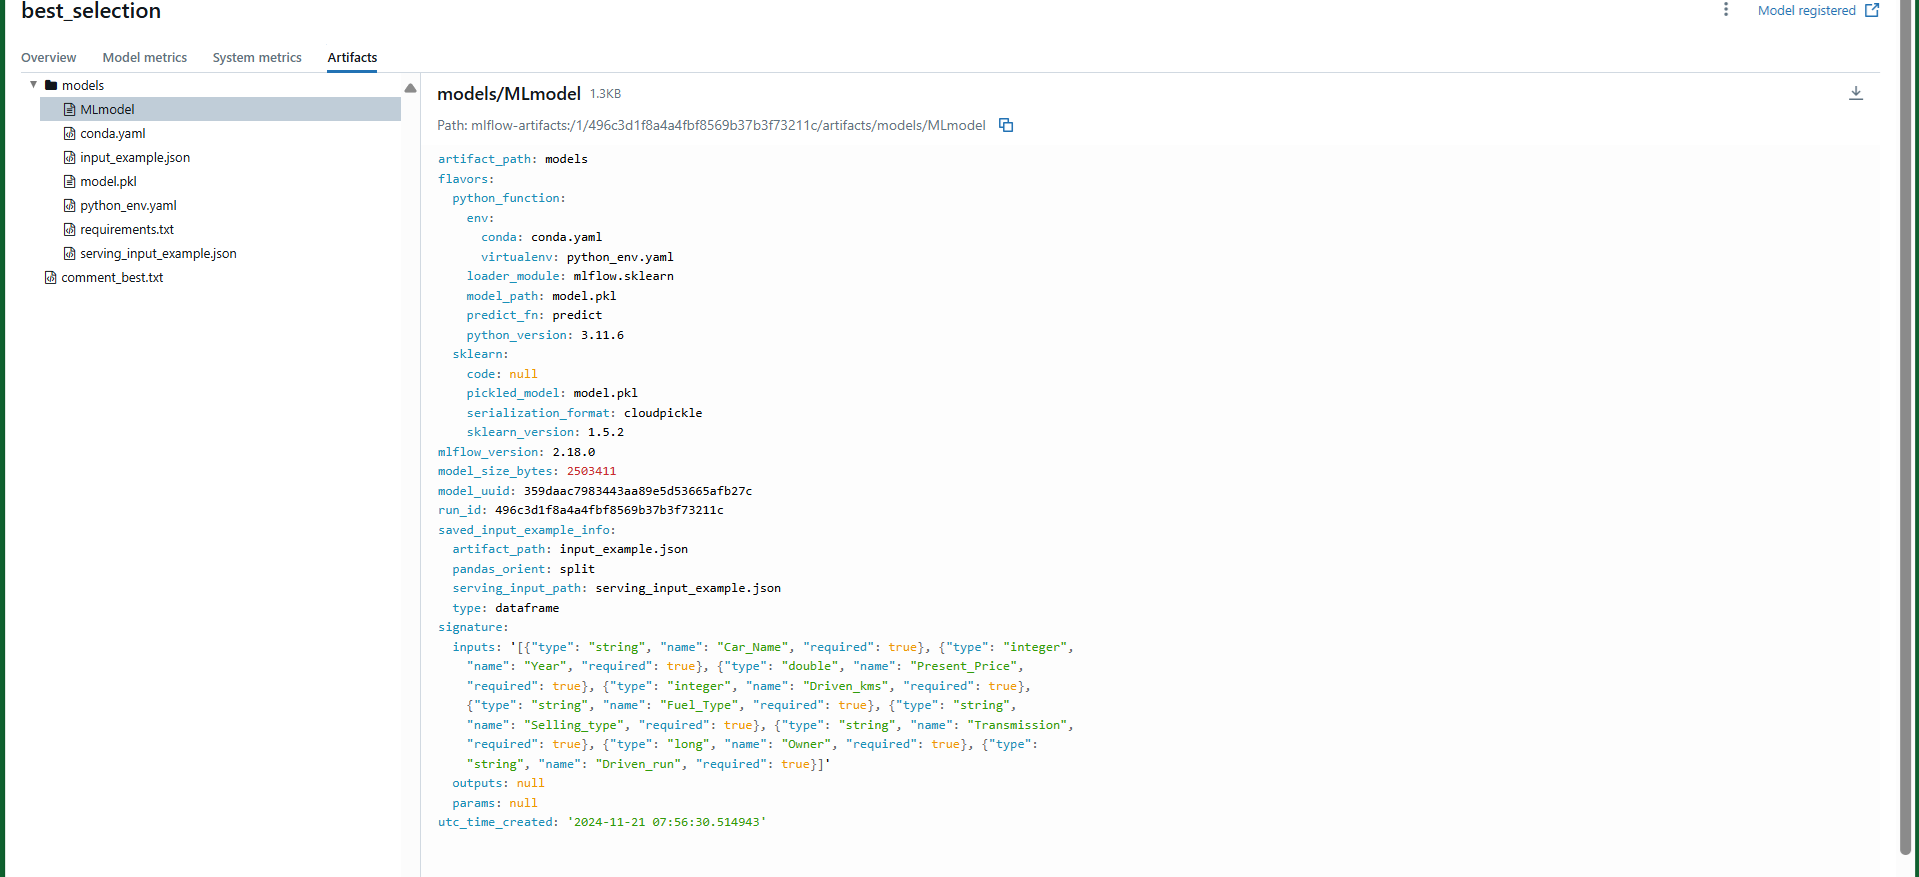 best_selection
Model registered
Overview Model metrics System metrics Artifacts
models
MLmodel
conda.yaml
input_example.json
model.pkl
python_env.yaml
requirements.txt
serving_input_example.json
comment_best.txt
models/MLmodel 1.3KB
Path: mlflow-artifacts:/1/496c3d1f8a4a4fbf8569b37b3f73211c/artifacts/models/MLmodel
artifact_path: models
flavors:
  python_function:
    env:
      conda: conda.yaml
      virtualenv: python_env.yaml
    loader_module: mlflow.sklearn
    model_path: model.pkl
    predict_fn: predict
    python_version: 3.11.6
  sklearn:
    code: null
    pickled_model: model.pkl
    serialization_format: cloudpickle
    sklearn_version: 1.5.2
mlflow_version: 2.18.0
model_size_bytes: 2503411
model_uuid: 359daac7983443aa89e5d53665afb27c
run_id: 496c3d1f8a4a4fbf8569b37b3f73211c
saved_input_example_info:
  artifact_path: input_example.json
  pandas_orient: split
  serving_input_path: serving_input_example.json
  type: dataframe
signature:
  inputs: '[{"type": "string", "name": "Car_Name", "required": true}, {"type": "integer",
    "name": "Year", "required": true}, {"type": "double", "name": "Present_Price",
    "required": true}, {"type": "integer", "name": "Driven_kms", "required": true},
    {"type": "string", "name": "Fuel_Type", "required": true}, {"type": "string",
    "name": "Selling_type", "required": true}, {"type": "string", "name": "Transmission",
    "required": true}, {"type": "long", "name": "Owner", "required": true}, {"type":
    "string", "name": "Driven_run", "required": true}]'
  outputs: null
  params: null
utc_time_created: '2024-11-21 07:56:30.514943'